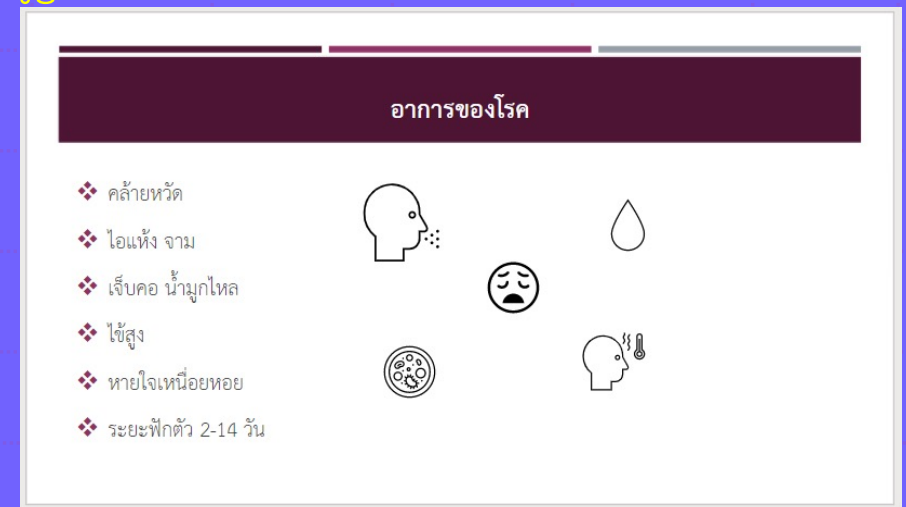 อาการของโรค
คล้ายหวัด
ไอแห้ง จาม
เจ็บคอ น้ำมูกไหล
ไข้สูง
หายใจเหนื่อยหอย
ระยะฟักตัว 2-14 วัน